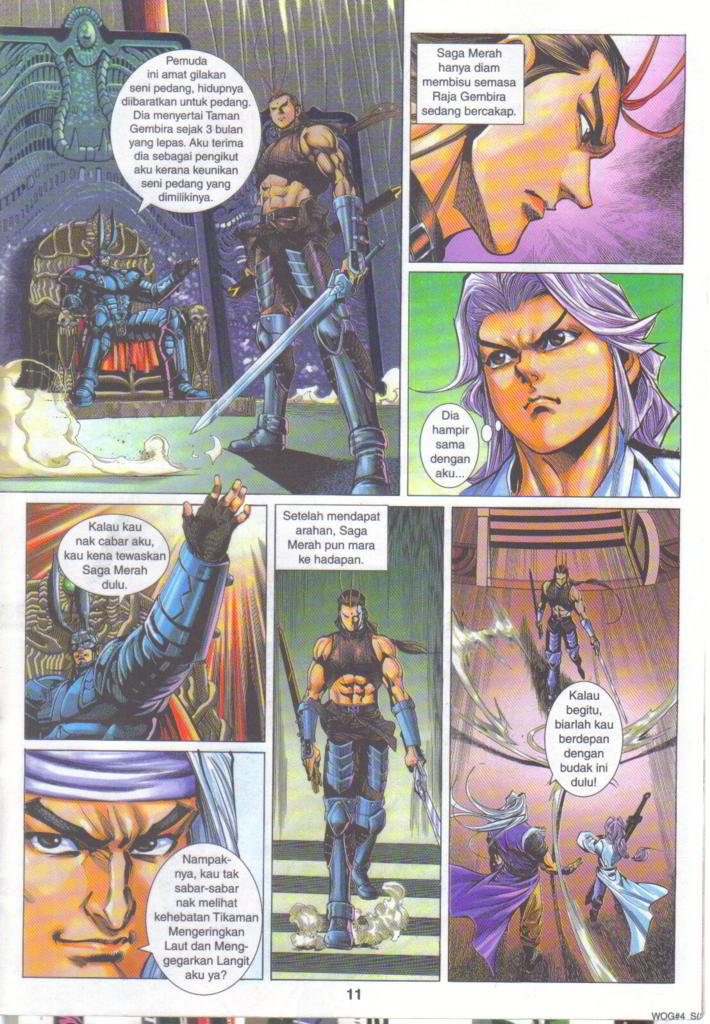 Pemuda
ini amat gilakan
seni pedang, hidupnya
diibaratkan untuk pedang.
Dia menyertai Taman
Gembira sejak 3 bulan
yang lepas. Aku terima
dia sebagai pengikut
aku kerana keunikan
seni pedang yang
dimilikinya.
Saga Merah
hanya diam
membisu semasa
Raja Gembira
sedang bercakap.
Dia
hampir
sama
dengan
aku...
Kalau kau
nak cabar aku,
kau kena tewaskan
Saga Merah
dulu.
Setelah mendapat
arahan, Saga
Merah pun mara
ke hadapan.
Kalau
begitu,
biarlah kau
berdepan
dengan
budak ini
dulu!
Nampak-
nya, kau tak
sabar-sabar
nak melihat
kehebatan Tikaman
Mengeringkan
Laut dan Meng-
gegarkan Langit
aku ya?
11
WOG#4